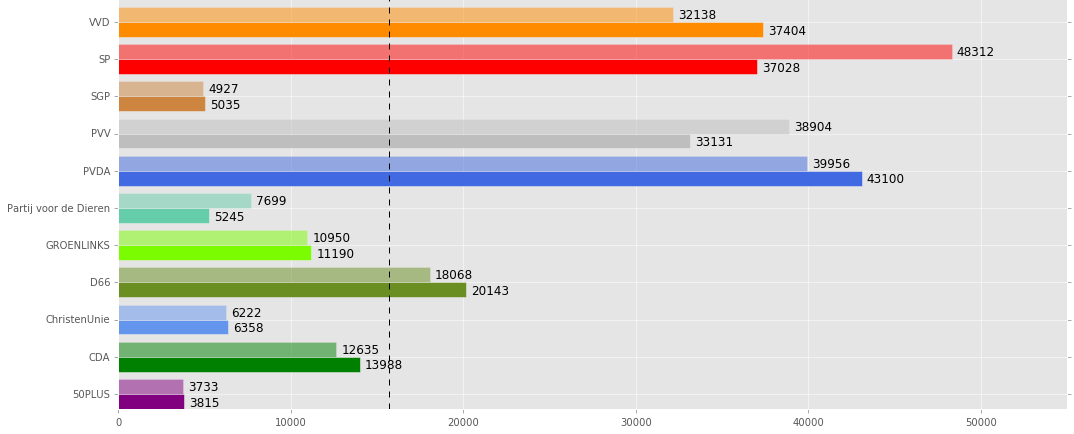 VVD
32138
37404
SP
48312
37028
SGP
4927
5035
PVV
38904
33131
PVDA
39956
43100
Partij voor de Dieren
7699
5245
GROENLINKS
10950
11190
D66
18068
20143
ChristenUnie
6222
6358
CDA
12635
13988
50PLUS
3733
3815
0 10000 20000 30000 40000 50000